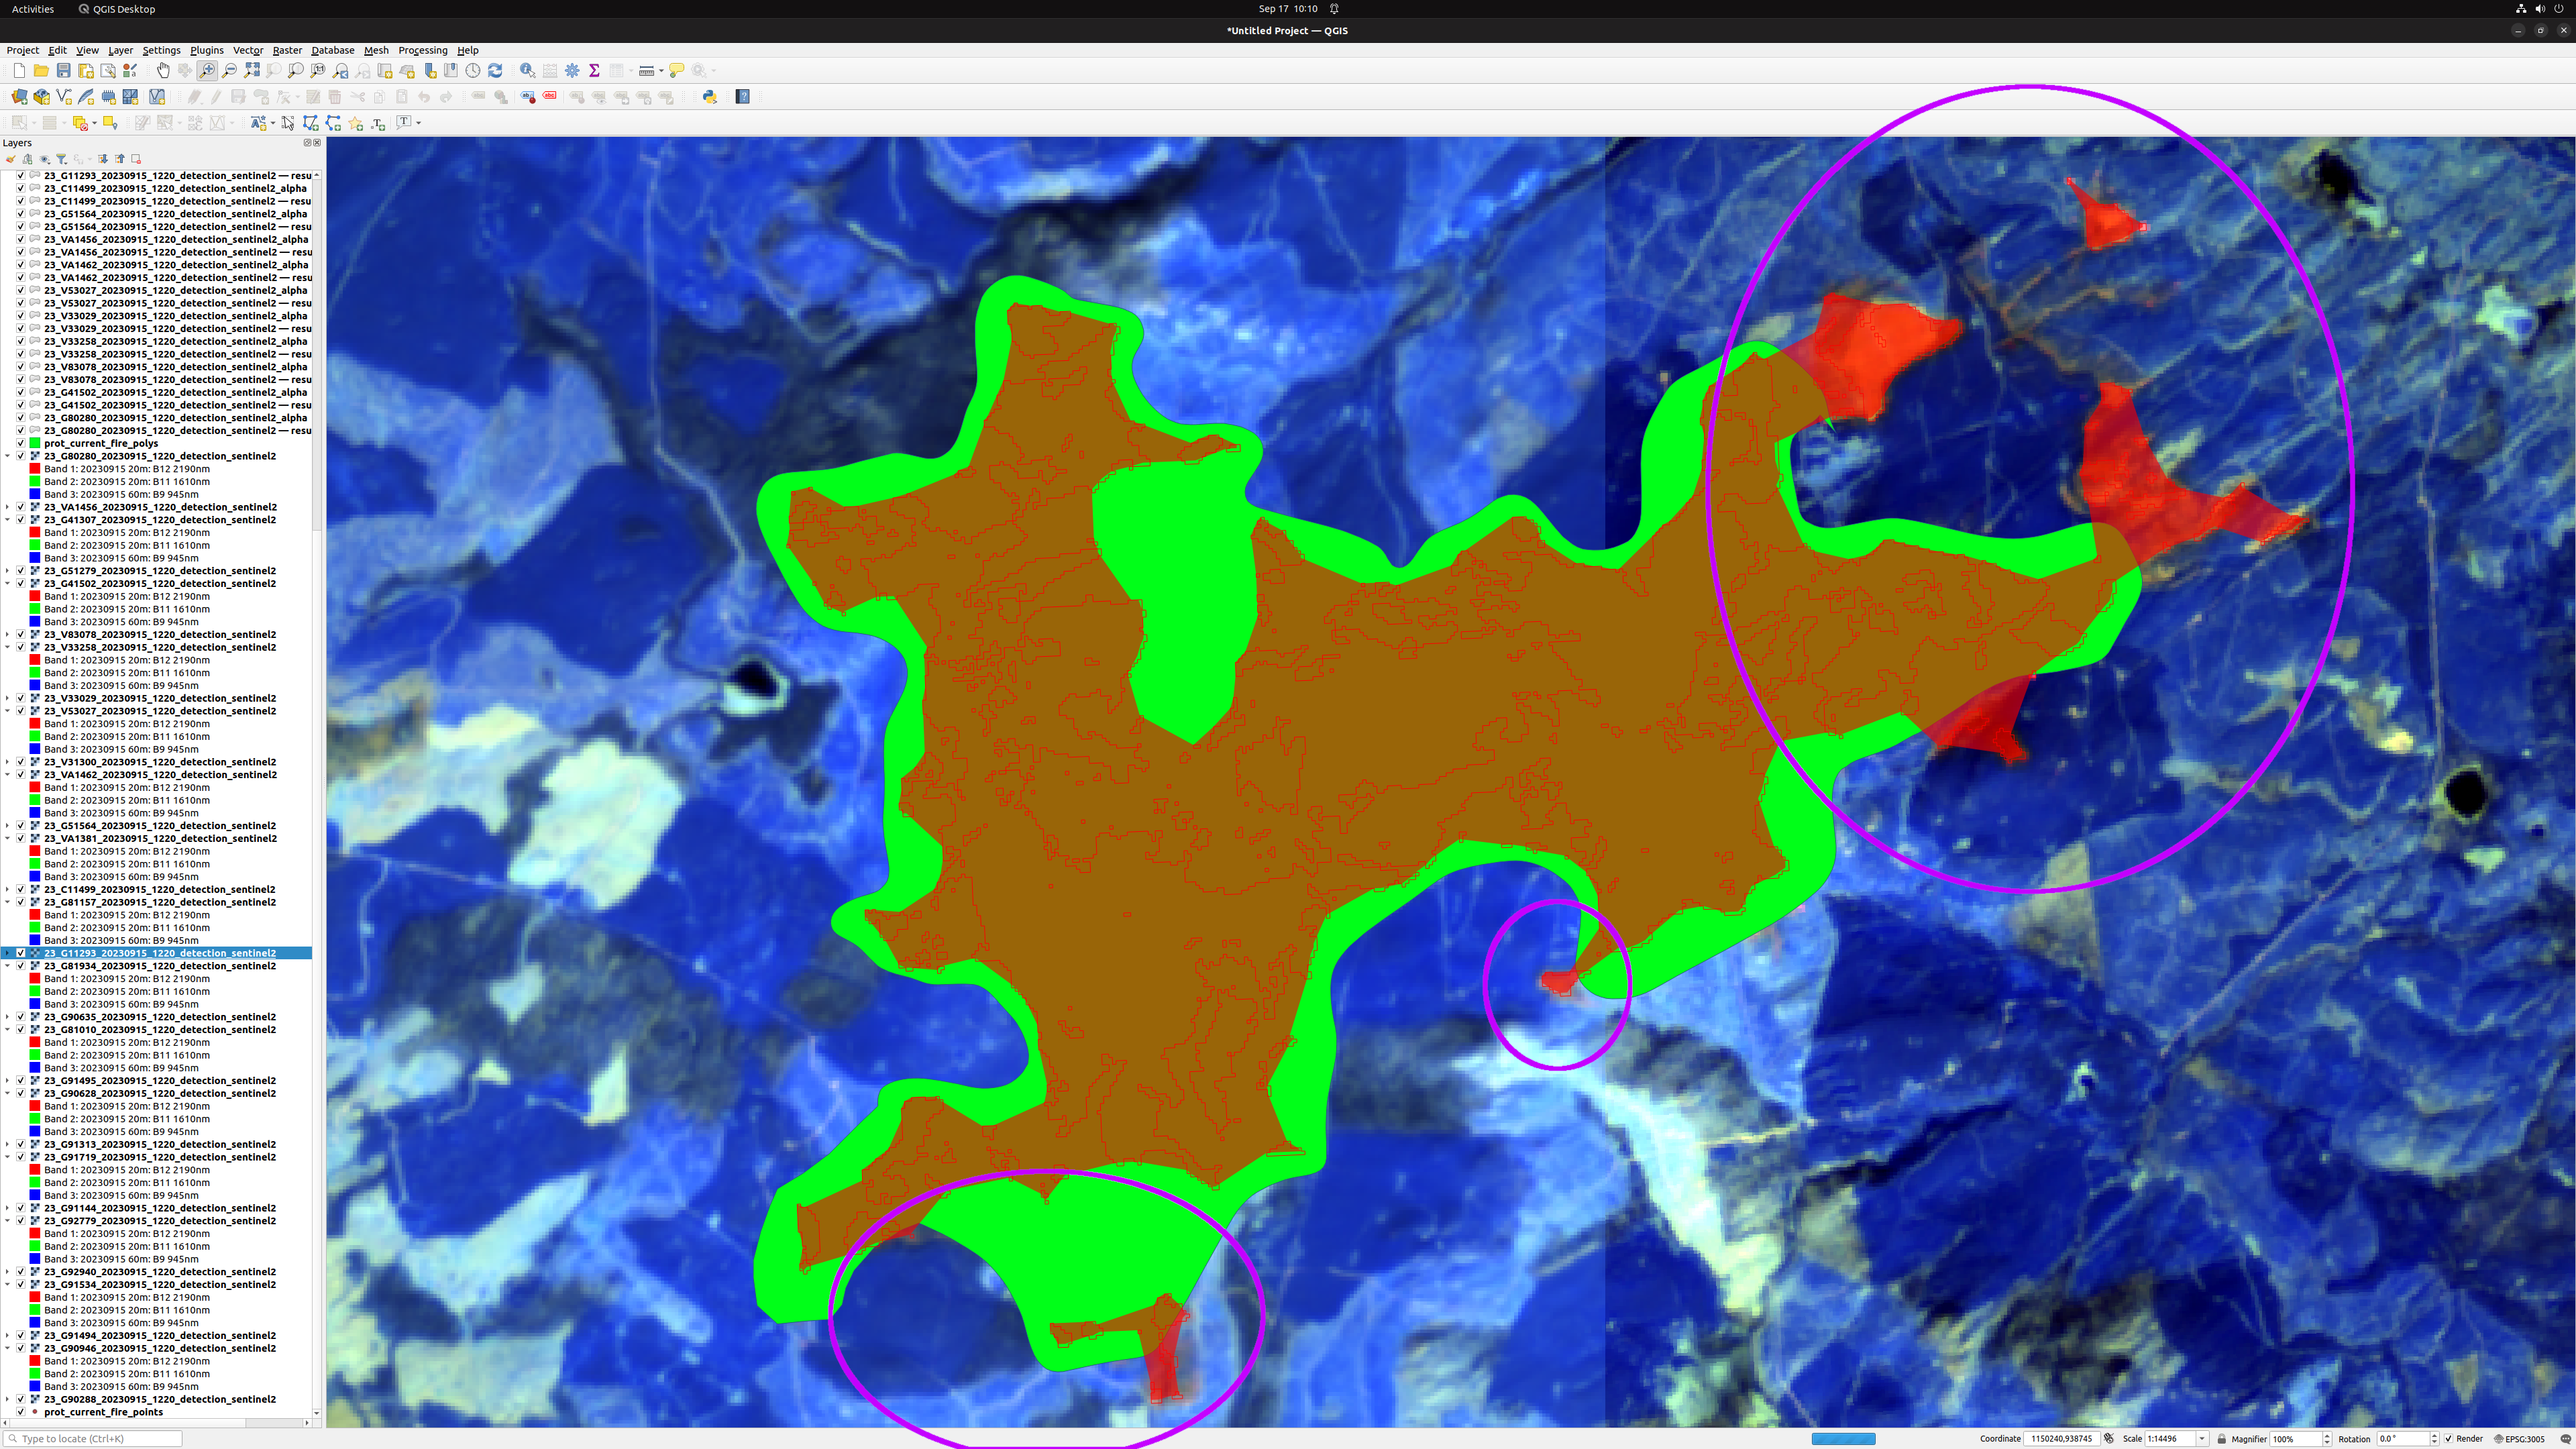 Activities QGIS Desktop Sep 17 10:10
*Untitled Project — QGIS
Project Edit View Layer Settings Plugins Vector Raster Database Mesh Processing Help
Layers
23_G11293_20230915_1220_detection_sentinel2 — resu
23_C11499_20230915_1220_detection_sentinel2_alpha
23_C11499_20230915_1220_detection_sentinel2 — resu
23_G51564_20230915_1220_detection_sentinel2_alpha
23_G51564_20230915_1220_detection_sentinel2 — resu
23_VA1456_20230915_1220_detection_sentinel2_alpha
23_VA1456_20230915_1220_detection_sentinel2 — resu
23_VA1462_20230915_1220_detection_sentinel2_alpha
23_VA1462_20230915_1220_detection_sentinel2 — resu
23_V53027_20230915_1220_detection_sentinel2_alpha
23_V53027_20230915_1220_detection_sentinel2 — resu
23_V33029_20230915_1220_detection_sentinel2_alpha
23_V33029_20230915_1220_detection_sentinel2 — resu
23_V33258_20230915_1220_detection_sentinel2_alpha
23_V33258_20230915_1220_detection_sentinel2 — resu
23_V83078_20230915_1220_detection_sentinel2_alpha
23_V83078_20230915_1220_detection_sentinel2 — resu
23_G41502_20230915_1220_detection_sentinel2_alpha
23_G41502_20230915_1220_detection_sentinel2 — resu
23_G80280_20230915_1220_detection_sentinel2_alpha
23_G80280_20230915_1220_detection_sentinel2 — resu
prot_current_fire_polys
23_G80280_20230915_1220_detection_sentinel2
Band 1: 20230915 20m: B12 2190nm
Band 2: 20230915 20m: B11 1610nm
Band 3: 20230915 60m: B9 945nm
23_VA1456_20230915_1220_detection_sentinel2
23_G41307_20230915_1220_detection_sentinel2
Band 1: 20230915 20m: B12 2190nm
Band 2: 20230915 20m: B11 1610nm
Band 3: 20230915 60m: B9 945nm
23_G51279_20230915_1220_detection_sentinel2
23_G41502_20230915_1220_detection_sentinel2
Band 1: 20230915 20m: B12 2190nm
Band 2: 20230915 20m: B11 1610nm
Band 3: 20230915 60m: B9 945nm
23_V83078_20230915_1220_detection_sentinel2
23_V33258_20230915_1220_detection_sentinel2
Band 1: 20230915 20m: B12 2190nm
Band 2: 20230915 20m: B11 1610nm
Band 3: 20230915 60m: B9 945nm
23_V33029_20230915_1220_detection_sentinel2
23_V53027_20230915_1220_detection_sentinel2
Band 1: 20230915 20m: B12 2190nm
Band 2: 20230915 20m: B11 1610nm
Band 3: 20230915 60m: B9 945nm
23_V31300_20230915_1220_detection_sentinel2
23_VA1462_20230915_1220_detection_sentinel2
Band 1: 20230915 20m: B12 2190nm
Band 2: 20230915 20m: B11 1610nm
Band 3: 20230915 60m: B9 945nm
23_G51564_20230915_1220_detection_sentinel2
23_VA1381_20230915_1220_detection_sentinel2
Band 1: 20230915 20m: B12 2190nm
Band 2: 20230915 20m: B11 1610nm
Band 3: 20230915 60m: B9 945nm
23_C11499_20230915_1220_detection_sentinel2
23_G81157_20230915_1220_detection_sentinel2
Band 1: 20230915 20m: B12 2190nm
Band 2: 20230915 20m: B11 1610nm
Band 3: 20230915 60m: B9 945nm
23_G11293_20230915_1220_detection_sentinel2
23_G81934_20230915_1220_detection_sentinel2
Band 1: 20230915 20m: B12 2190nm
Band 2: 20230915 20m: B11 1610nm
Band 3: 20230915 60m: B9 945nm
23_G90635_20230915_1220_detection_sentinel2
23_G81010_20230915_1220_detection_sentinel2
Band 1: 20230915 20m: B12 2190nm
Band 2: 20230915 20m: B11 1610nm
Band 3: 20230915 60m: B9 945nm
23_G91495_20230915_1220_detection_sentinel2
23_G90628_20230915_1220_detection_sentinel2
Band 1: 20230915 20m: B12 2190nm
Band 2: 20230915 20m: B11 1610nm
Band 3: 20230915 60m: B9 945nm
23_G91313_20230915_1220_detection_sentinel2
23_G91719_20230915_1220_detection_sentinel2
Band 1: 20230915 20m: B12 2190nm
Band 2: 20230915 20m: B11 1610nm
Band 3: 20230915 60m: B9 945nm
23_G91144_20230915_1220_detection_sentinel2
23_G92779_20230915_1220_detection_sentinel2
Band 1: 20230915 20m: B12 2190nm
Band 2: 20230915 20m: B11 1610nm
Band 3: 20230915 60m: B9 945nm
23_G92940_20230915_1220_detection_sentinel2
23_G91534_20230915_1220_detection_sentinel2
Band 1: 20230915 20m: B12 2190nm
Band 2: 20230915 20m: B11 1610nm
Band 3: 20230915 60m: B9 945nm
23_G91494_20230915_1220_detection_sentinel2
23_G90946_20230915_1220_detection_sentinel2
Band 1: 20230915 20m: B12 2190nm
Band 2: 20230915 20m: B11 1610nm
Band 3: 20230915 60m: B9 945nm
23_G90288_20230915_1220_detection_sentinel2
prot_current_fire_points
Type to locate (Ctrl+K) Coordinate 1150240,938745 Scale 1:14496 Magnifier 100% Rotation 0.0 ° Render EPSG:3005